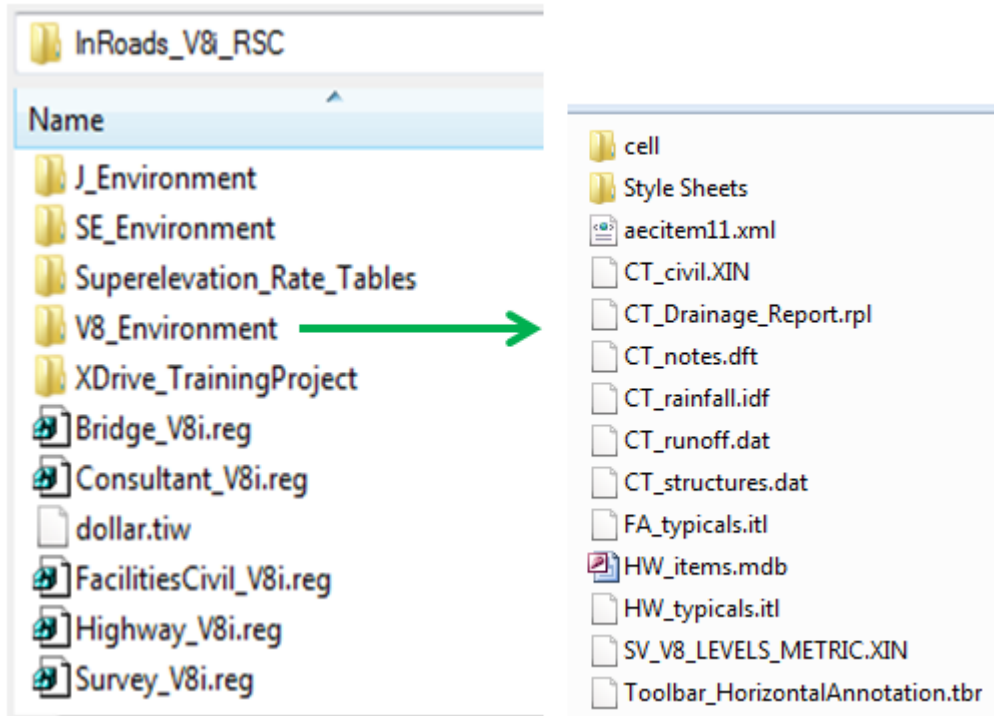 InRoads_V8i_RSC
Name
J_Environment
SE_Environment
Superelevation_Rate_Tables
V8_Environment
XDrive_TrainingProject
Bridge_V8i.reg
Consultant_V8i.reg
dollar.tiw
FacilitiesCivil_V8i.reg
Highway_V8i.reg
Survey_V8i.reg
cell
Style Sheets
aecitem11.xml
CT_civil.XIN
CT_Drainage_Report.rpl
CT_notes.dft
CT_rainfall.idf
CT_runoff.dat
CT_structures.dat
FA_typicals.itl
HW_items.mdb
HW_typicals.itl
SV_V8_LEVELS_METRIC.XIN
Toolbar_HorizontalAnnotation.tbr